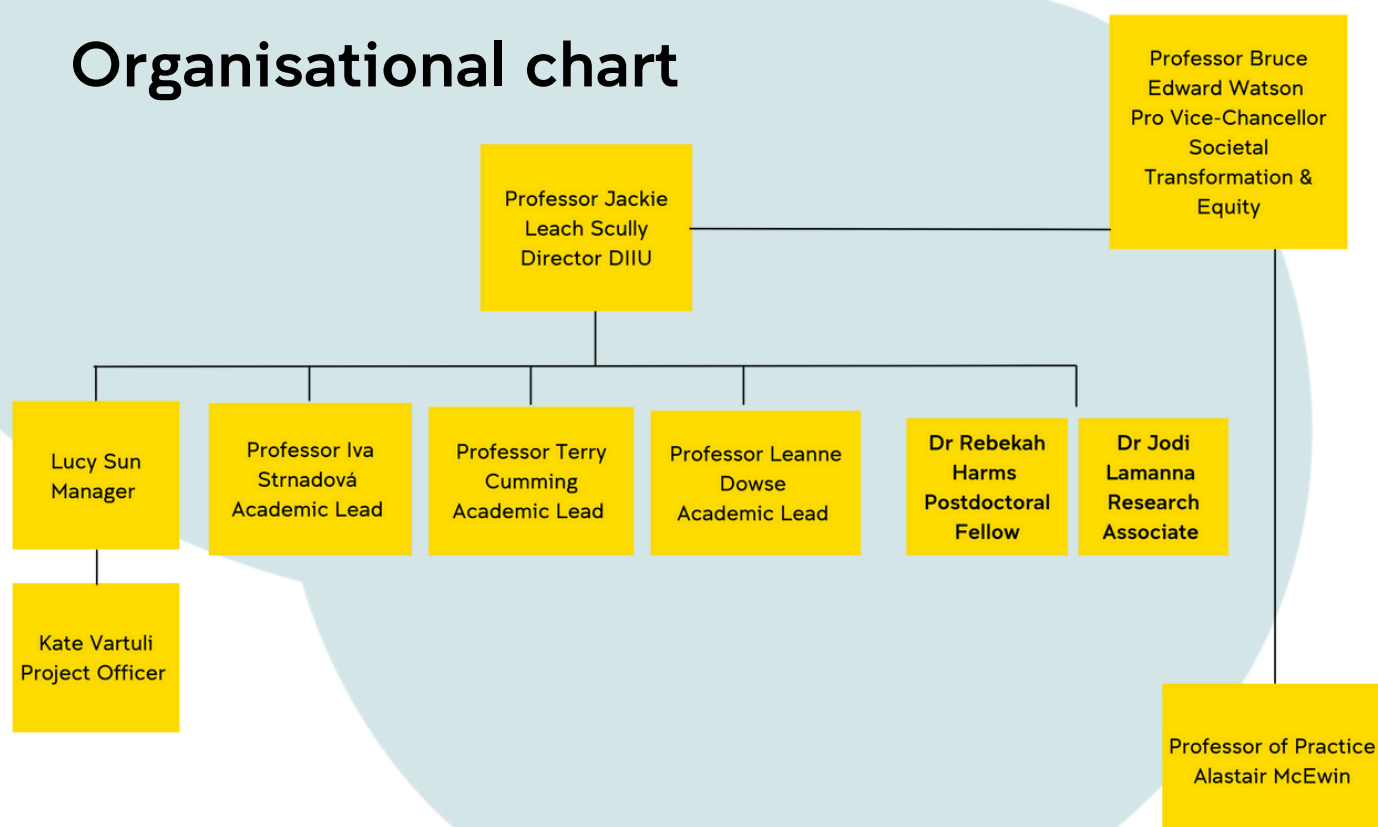 Organisational chart
Professor Bruce
Edward Watson
Pro Vice-Chancellor
Societal
Transformation &
Equity
Professor Jackie
Leach Scully
Director DIIU
Lucy Sun
Manager
Professor Iva
Strnadová
Academic Lead
Professor Terry
Cumming
Academic Lead
Professor Leanne
Dowse
Academic Lead
Dr Rebekah
Harms
Postdoctoral
Fellow
Dr Jodi
Lamanna
Research
Associate
Kate Vartuli
Project Officer
Professor of Practice
Alastair McEwin